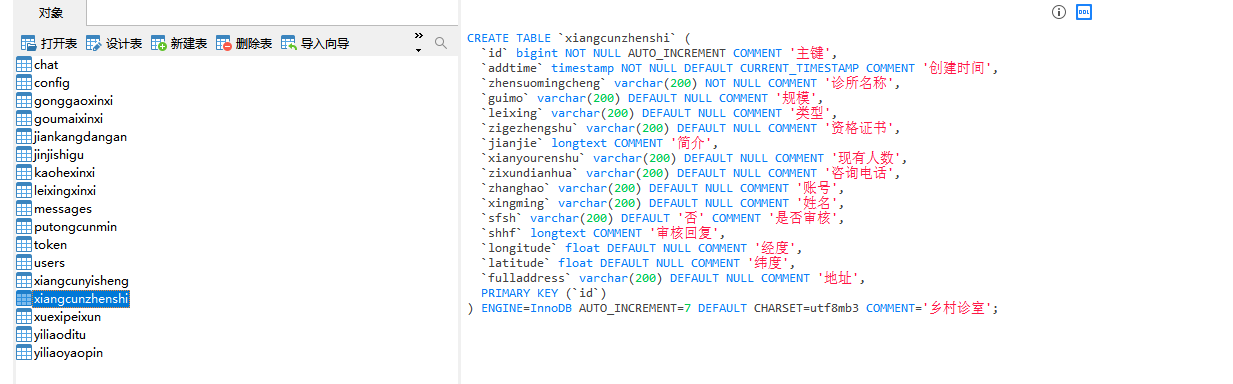 对象
打开表 设计表 新建表 删除表 导入向导 »
chat
config
gonggaoxinxi
goumaixinxi
jiankangdangan
jinjishigu
kaohexinxi
leixingxinxi
messages
putongcunmin
token
users
xiangcunyisheng
xiangcunzhenshi
xuexipeixun
yiliaoditu
yiliaoyaopin
DDL
CREATE TABLE `xiangcunzhenshi` (
  `id` bigint NOT NULL AUTO_INCREMENT COMMENT '主键',
  `addtime` timestamp NOT NULL DEFAULT CURRENT_TIMESTAMP COMMENT '创建时间',
  `zhensuomingcheng` varchar(200) NOT NULL COMMENT '诊所名称',
  `guimo` varchar(200) DEFAULT NULL COMMENT '规模',
  `leixing` varchar(200) DEFAULT NULL COMMENT '类型',
  `zigezhengshu` varchar(200) DEFAULT NULL COMMENT '资格证书',
  `jianjie` longtext COMMENT '简介',
  `xianyourenshu` varchar(200) DEFAULT NULL COMMENT '现有人数',
  `zixundianhua` varchar(200) DEFAULT NULL COMMENT '咨询电话',
  `zhanghao` varchar(200) DEFAULT NULL COMMENT '账号',
  `xingming` varchar(200) DEFAULT NULL COMMENT '姓名',
  `sfsh` varchar(200) DEFAULT '否' COMMENT '是否审核',
  `shhf` longtext COMMENT '审核回复',
  `longitude` float DEFAULT NULL COMMENT '经度',
  `latitude` float DEFAULT NULL COMMENT '纬度',
  `fulladdress` varchar(200) DEFAULT NULL COMMENT '地址',
  PRIMARY KEY (`id`)
) ENGINE=InnoDB AUTO_INCREMENT=7 DEFAULT CHARSET=utf8mb3 COMMENT='乡村诊室';